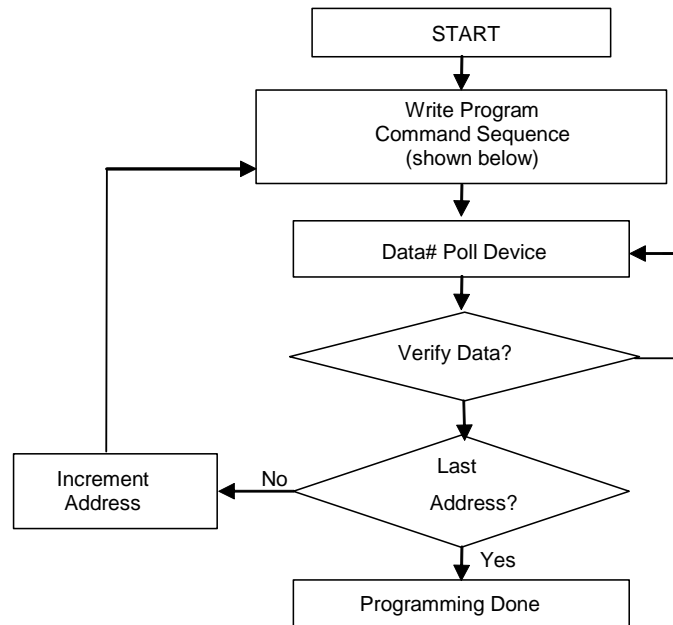 START
Write Program
Command Sequence
(shown below)
Data# Poll Device
Verify Data?
Last
Address?
No
Increment
Address
Yes
Programming Done